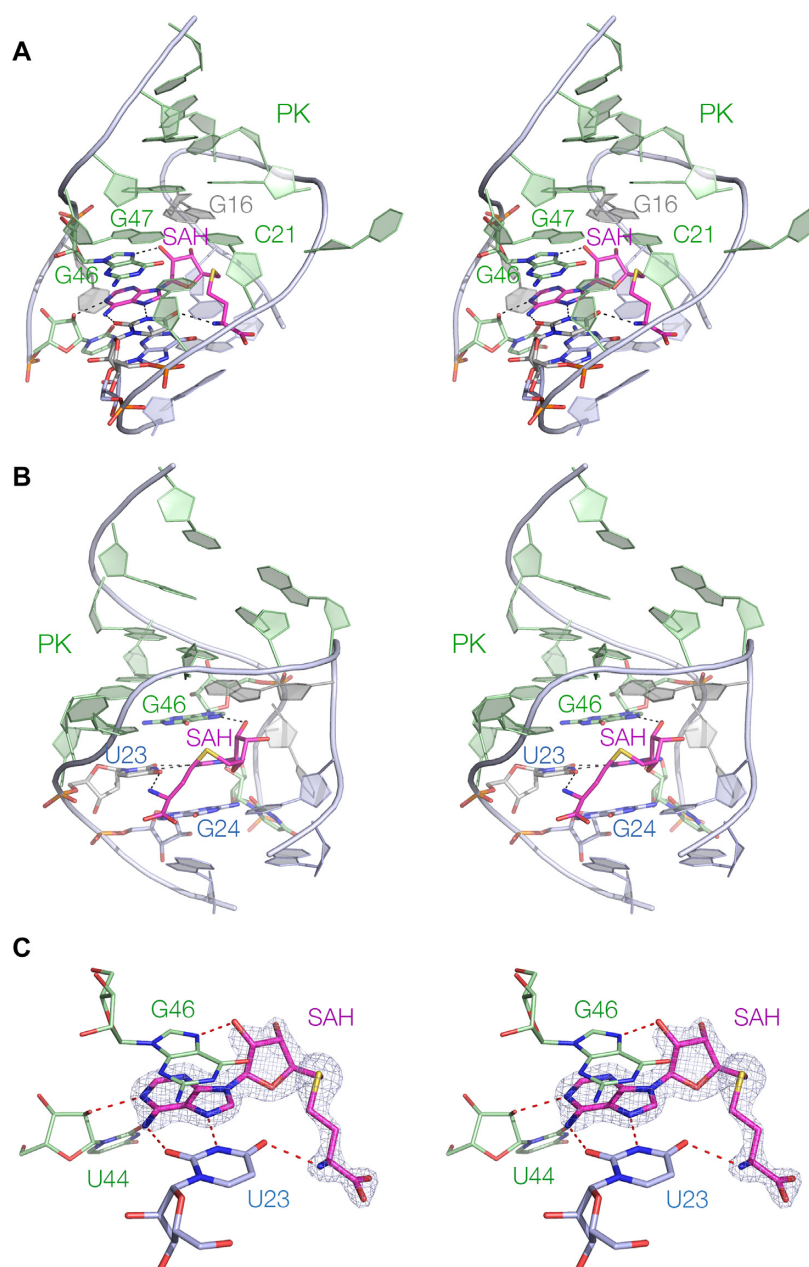 A
PK PK
G16 G16
G47 SAH C21 G47 SAH C21
G46 G46
B
PK PK
G46 G46
SAH SAH
U23 U23
G24 G24
C
G46 SAH G46 SAH
U44 U44
U23 U23